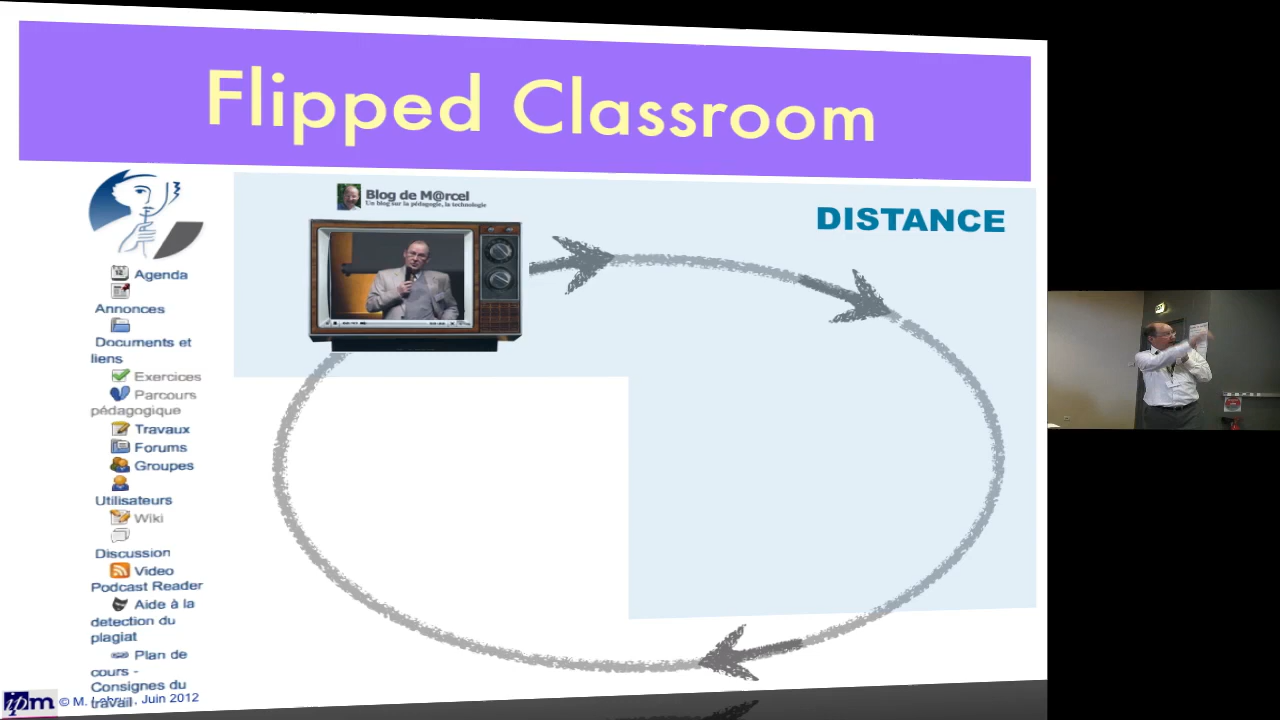 Flipped Classroom
Blog de M@rcel
Un blog sur la pédagogie, la technologie
DISTANCE
Agenda
Annonces
Documents et
liens
Exercices
Parcours
pédagogique
Travaux
Forums
Groupes
Utilisateurs
Wiki
Discussion
Video
Podcast Reader
Aide à la
detection du
plagiat
Plan de
cours -
Consignes du
travail
ipm
© M. , Juin 2012